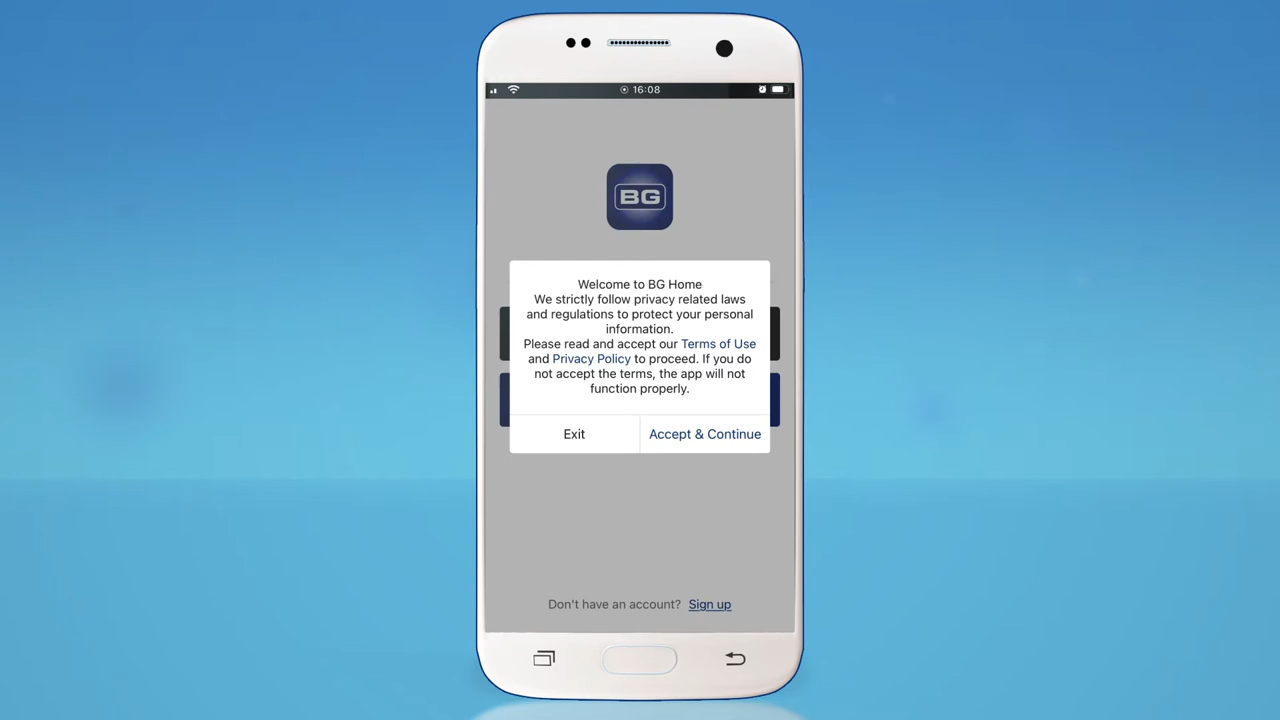 16:08
BG
Welcome to BG Home
We strictly follow privacy related laws
and regulations to protect your personal
information.
Please read and accept our Terms of Use
and Privacy Policy to proceed. If you do
not accept the terms, the app will not
function properly.
Exit
Accept & Continue
Don't have an account? Sign up